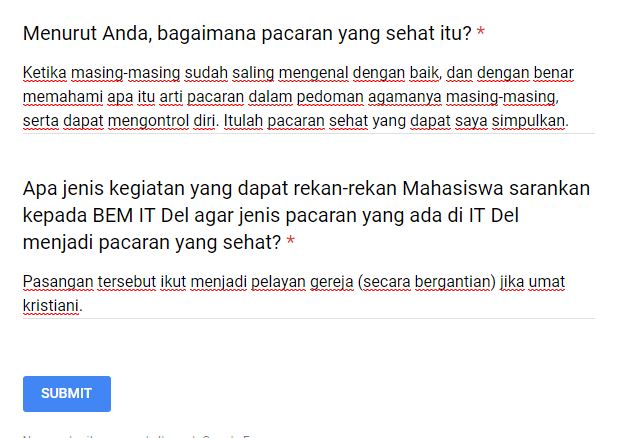 Menurut Anda, bagaimana pacaran yang sehat itu? *
Ketika masing-masing sudah saling mengenal dengan baik, dan dengan benar
memahami apa itu arti pacaran dalam pedoman agamanya masing-masing,
serta dapat mengontrol diri. Itulah pacaran sehat yang dapat saya simpulkan.
Apa jenis kegiatan yang dapat rekan-rekan Mahasiswa sarankan
kepada BEM IT Del agar jenis pacaran yang ada di IT Del
menjadi pacaran yang sehat? *
Pasangan tersebut ikut menjadi pelayan gereja (secara bergantian) jika umat
kristiani.
SUBMIT